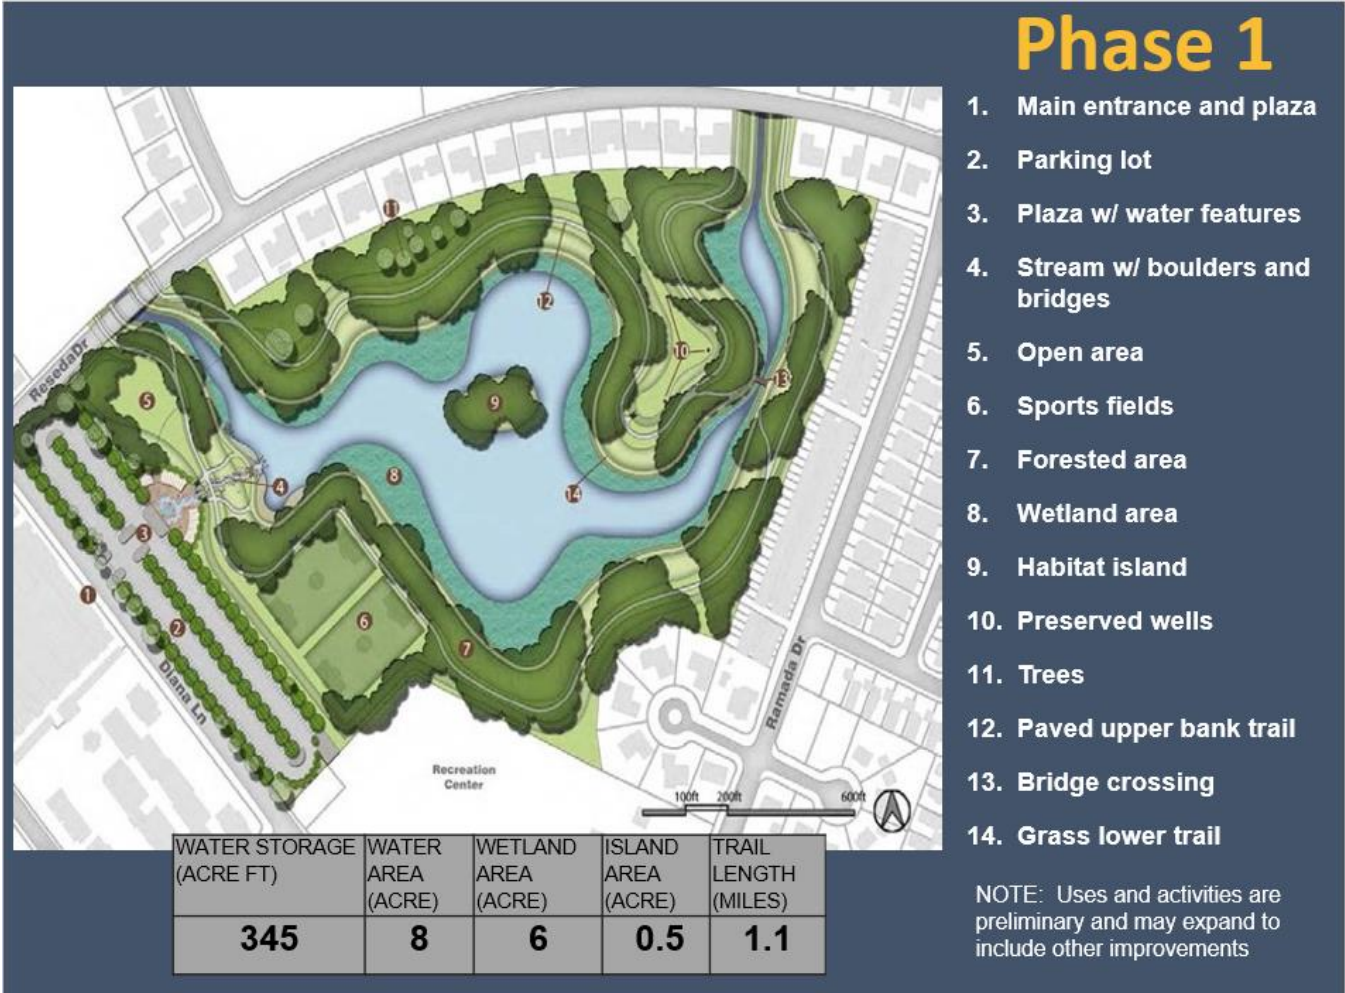 Phase 1
1. Main entrance and plaza
2. Parking lot
3. Plaza w/ water features
4. Stream w/ boulders and
bridges
5. Open area
6. Sports fields
7. Forested area
8. Wetland area
9. Habitat island
10. Preserved wells
11. Trees
12. Paved upper bank trail
13. Bridge crossing
14. Grass lower trail
NOTE: Uses and activities are
preliminary and may expand to
include other improvements
11
12
10
13
9
5
8
4
14
3
1
2
6
7
Reseda Dr
Diana Ln
Ramada Dr
Recreation
Center
100ft 200ft 600ft
WATER STORAGE (ACRE FT) WATER AREA (ACRE) WETLAND AREA (ACRE) ISLAND AREA (ACRE) TRAIL LENGTH (MILES)
345 8 6 0.5 1.1